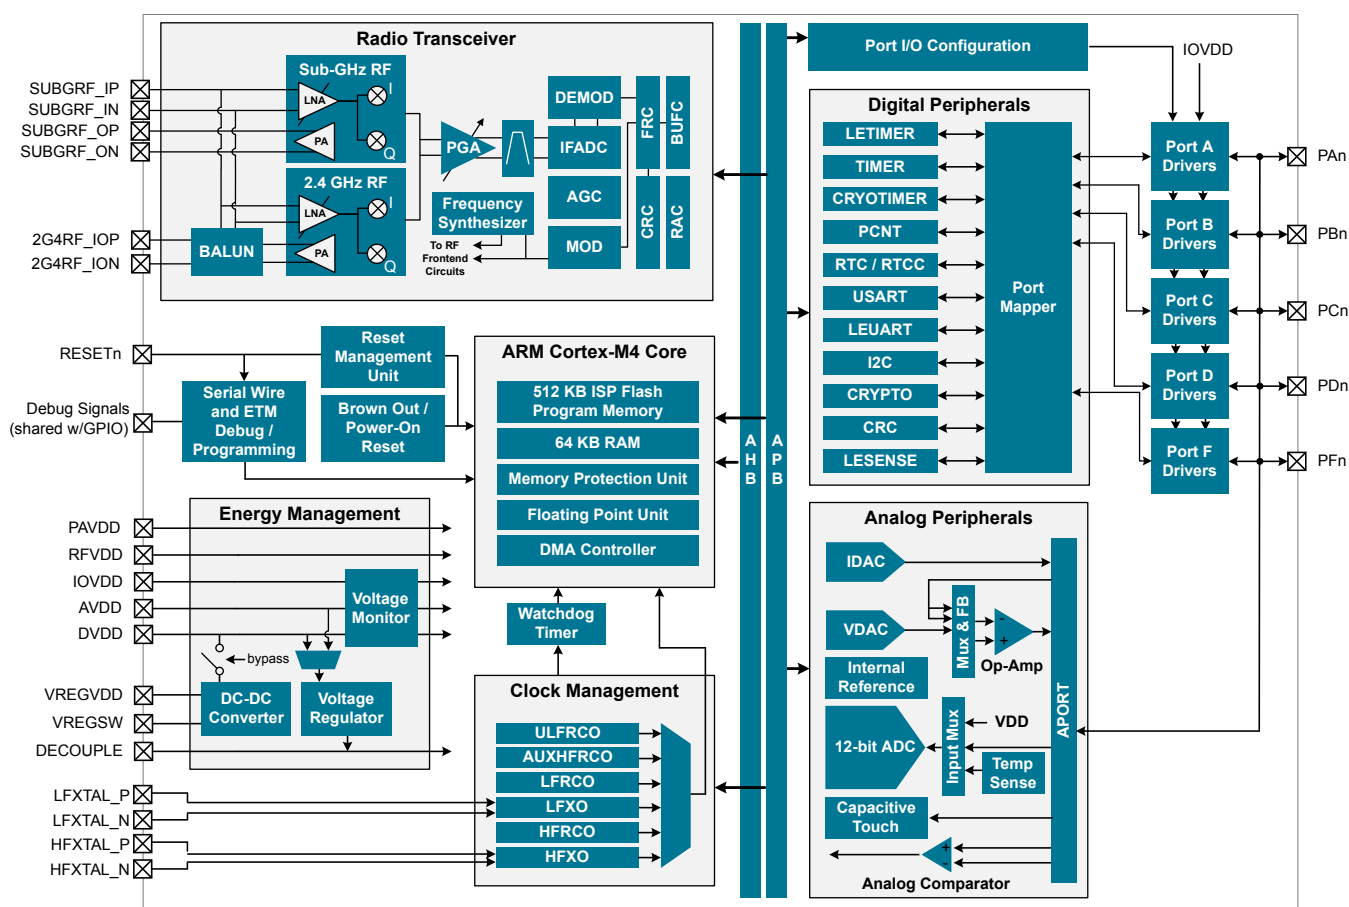 Radio Transceiver
SUBGRF_IP
SUBGRF_IN
SUBGRF_OP
SUBGRF_ON
2G4RF_IOP
2G4RF_ION
Sub-GHz RF
LNA
I
PA
Q
2.4 GHz RF
LNA
I
PA
Q
BALUN
PGA
DEMOD
IFADC
AGC
MOD
FRC
BUFC
CRC
RAC
Frequency
Synthesizer
To RF
Frontend
Circuits
RESETn
Debug Signals
(shared w/GPIO)
Reset
Management
Unit
Serial Wire
and ETM
Debug /
Programming
Brown Out /
Power-On
Reset
ARM Cortex-M4 Core
512 KB ISP Flash
Program Memory
64 KB RAM
Memory Protection Unit
Floating Point Unit
DMA Controller
Watchdog
Timer
Energy Management
PAVDD
RFVDD
IOVDD
AVDD
DVDD
VREGVDD
VREGSW
DECOUPLE
Voltage
Monitor
bypass
DC-DC
Converter
Voltage
Regulator
Clock Management
ULFRCO
AUXHFRCO
LFRCO
LFXO
HFRCO
HFXO
LFXTAL_P
LFXTAL_N
HFXTAL_P
HFXTAL_N
AHB
APB
Port I/O Configuration
IOVDD
Digital Peripherals
LETIMER
TIMER
CRYOTIMER
PCNT
RTC / RTCC
USART
LEUART
I2C
CRYPTO
CRC
LESENSE
Port
Mapper
Port A
Drivers
Port B
Drivers
Port C
Drivers
Port D
Drivers
Port F
Drivers
PAn
PBn
PCn
PDn
PFn
Analog Peripherals
IDAC
VDAC
Internal
Reference
12-bit ADC
Capacitive
Touch
Mux & FB
-
+
Op-Amp
Input Mux
VDD
Temp
Sense
APORT
+
-
Analog Comparator